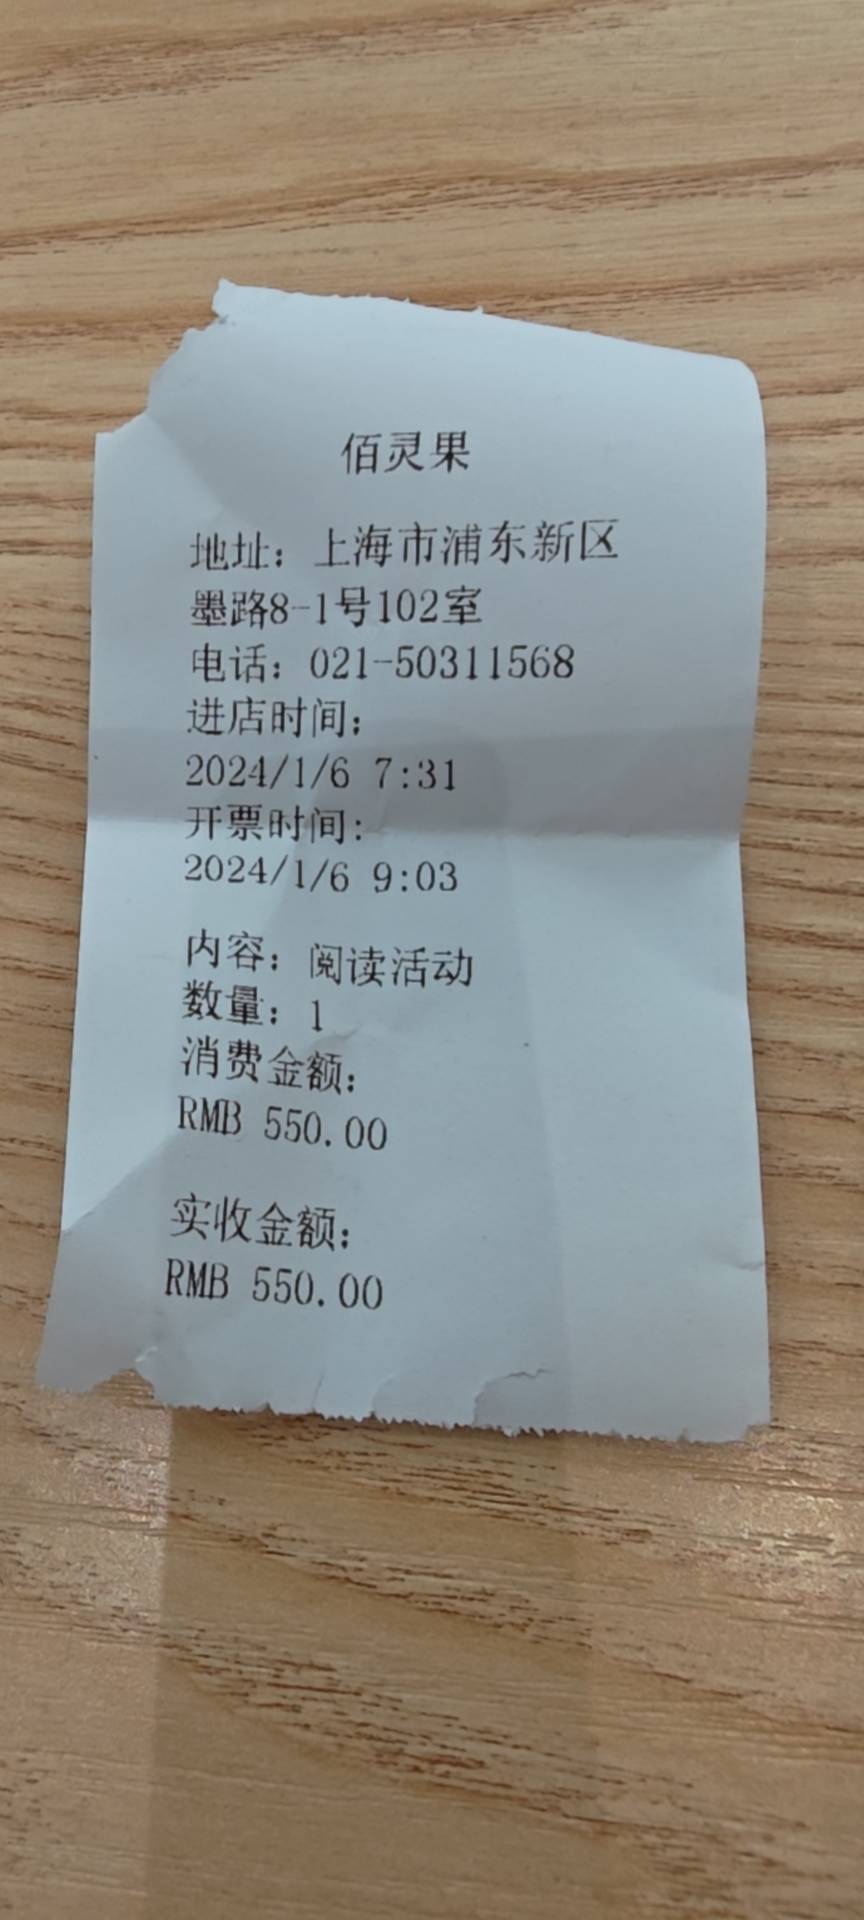 佰灵果
地址：上海市浦东新区
墨路8-1号102室
电话：021-50311568
进店时间：
2024/1/6 7:31
开票时间：
2024/1/6 9:03
内容：阅读活动
数量：1
消费金额：
RMB 550.00
实收金额：
RMB 550.00